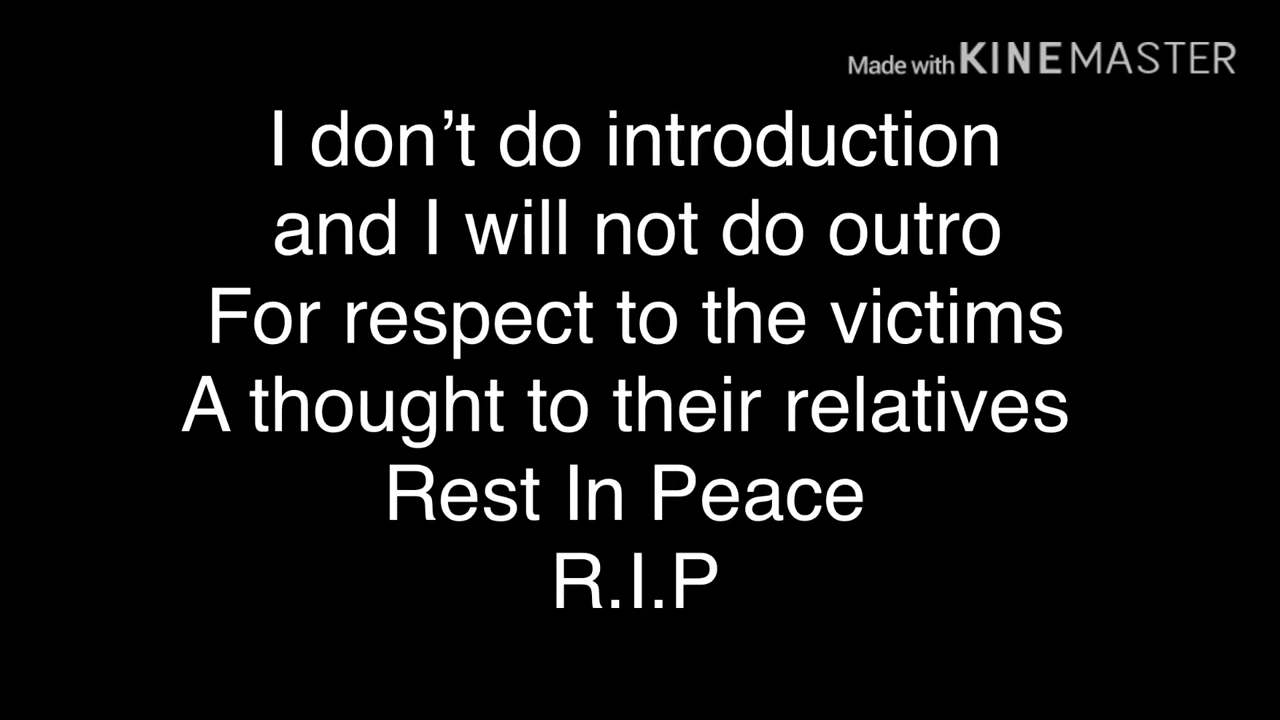 Made with KINEMASTER
I don’t do introduction
and I will not do outro
For respect to the victims
A thought to their relatives
Rest In Peace
R.I.P